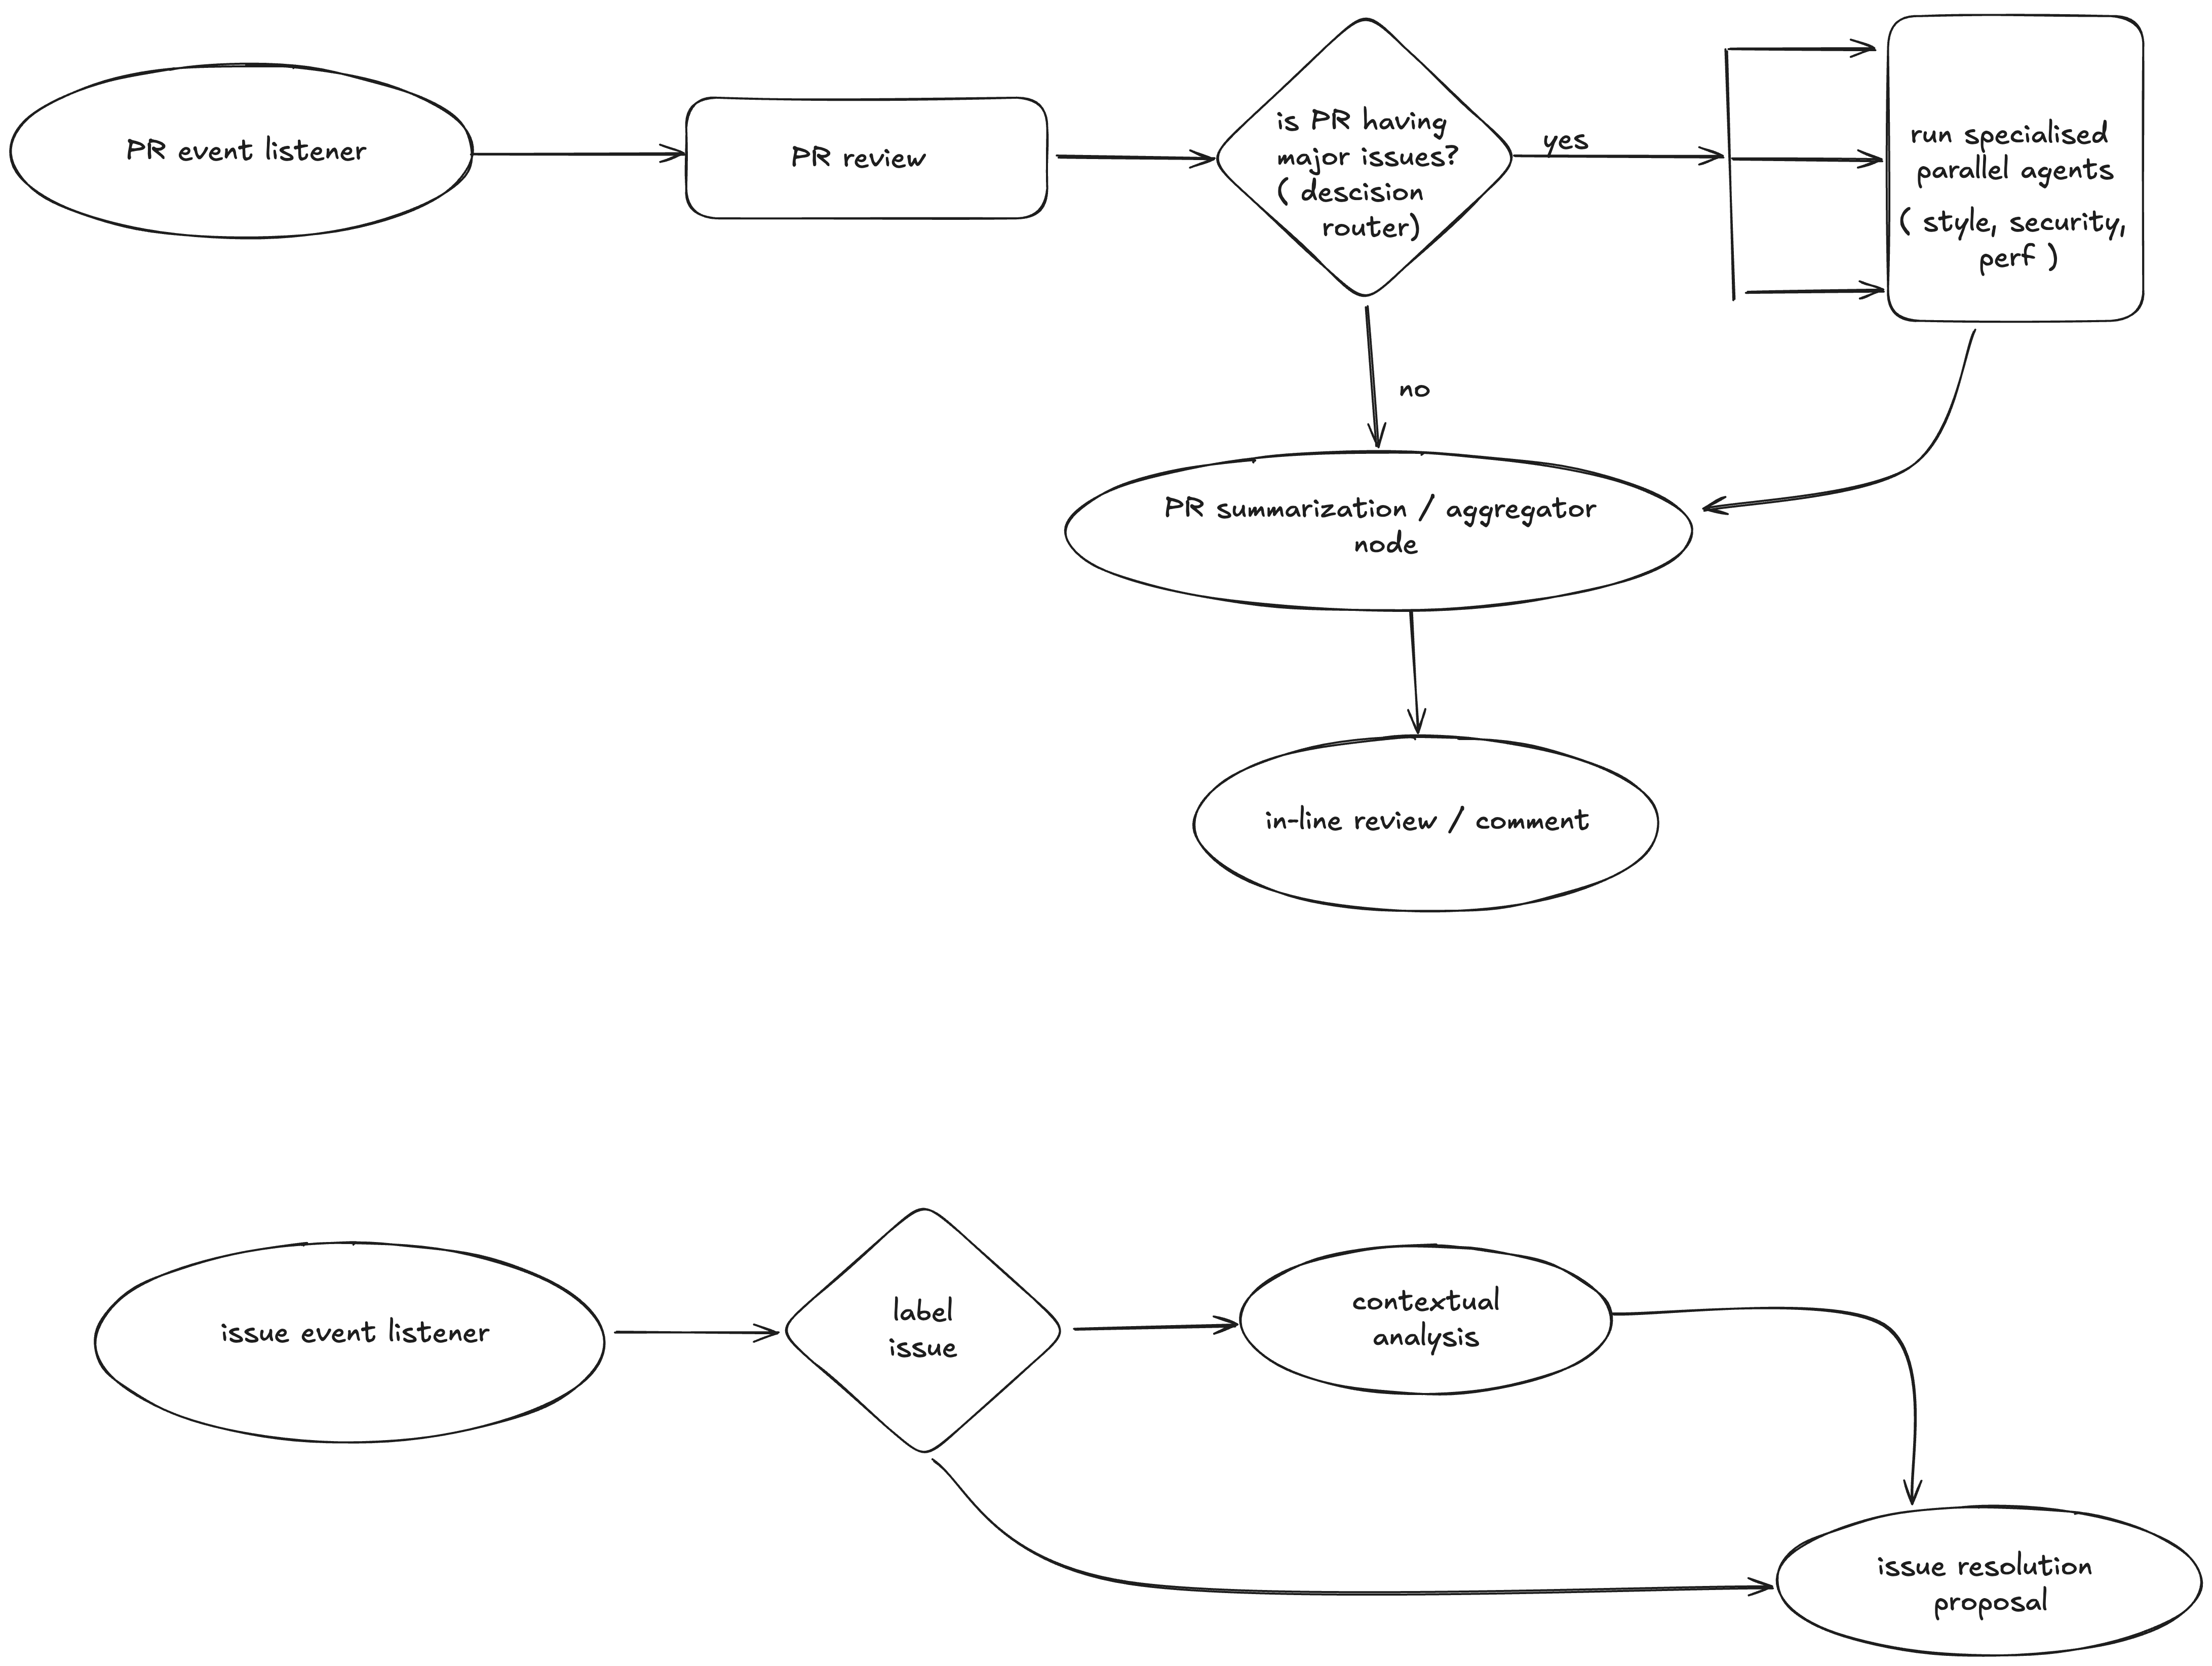 PR event listener
PR review
is PR having
major issues?
( descision
router)
yes
run specialised
parallel agents
( style, security,
perf )
no
PR summarization / aggregator
node
in-line review / comment
issue event listener
label
issue
contextual
analysis
issue resolution
proposal